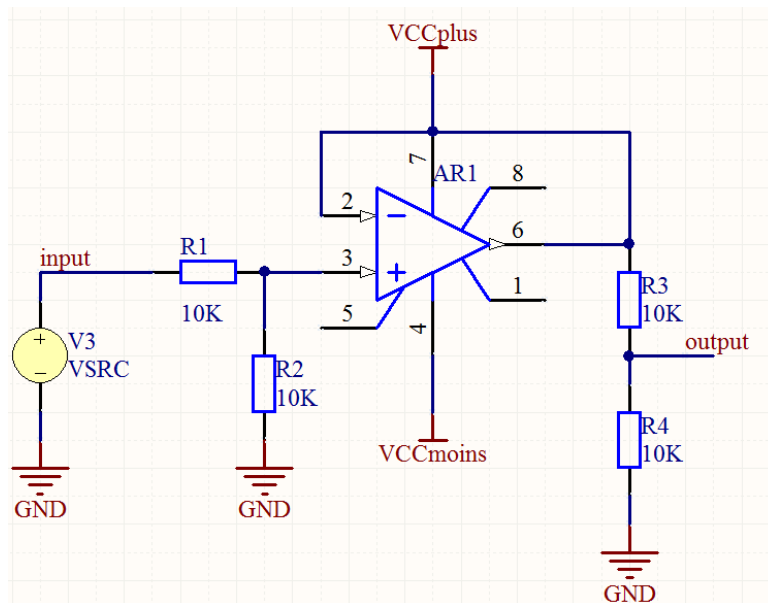 VCCplus
7
AR1
8
2
6
input
R1
3
10K
1
5
4
V3
VSRC
R2
10K
R3
10K
output
R4
10K
VCCmoins
GND
GND
GND